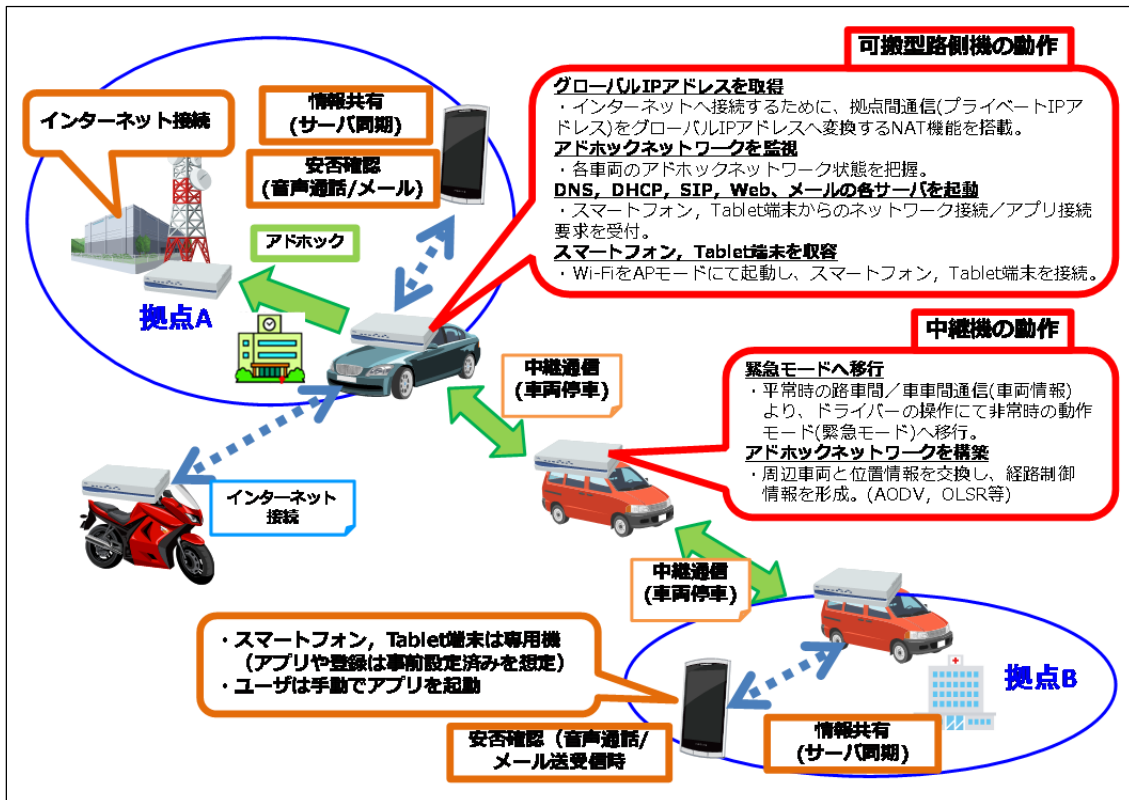 可搬型路側機の動作
グローバルIPアドレスを取得
・インターネットへ接続するために、拠点間通信(プライベートIPア
ドレス)をグローバルIPアドレスへ変換するNAT機能を搭載。
アドホックネットワークを監視
・各車両のアドホックネットワーク状態を把握。
DNS, DHCP, SIP, Web、メールの各サーバを起動
・スマートフォン, Tablet端末からのネットワーク接続／アプリ接続
要求を受付。
スマートフォン, Tablet端末を収容
・Wi-FiをAPモードにて起動し、スマートフォン, Tablet端末を接続。
インターネット接続
情報共有
(サーバ同期)
安否確認
(音声通話/メール)
アドホック
拠点A
中継機の動作
緊急モードへ移行
・平常時の路車間／車車間通信(車両情報)
より、ドライバーの操作にて非常時の動作
モード(緊急モード)へ移行。
アドホックネットワークを構築
・周辺車両と位置情報を交換し、経路制御
情報を形成。(AODV, OLSR等)
中継通信
(車両停車)
インターネット
接続
中継通信
(車両停車)
・スマートフォン, Tablet端末は専用機
（アプリや登録は事前設定済みを想定）
・ユーザは手動でアプリを起動
拠点B
安否確認（音声通話/
メール送受信時
情報共有
(サーバ同期)